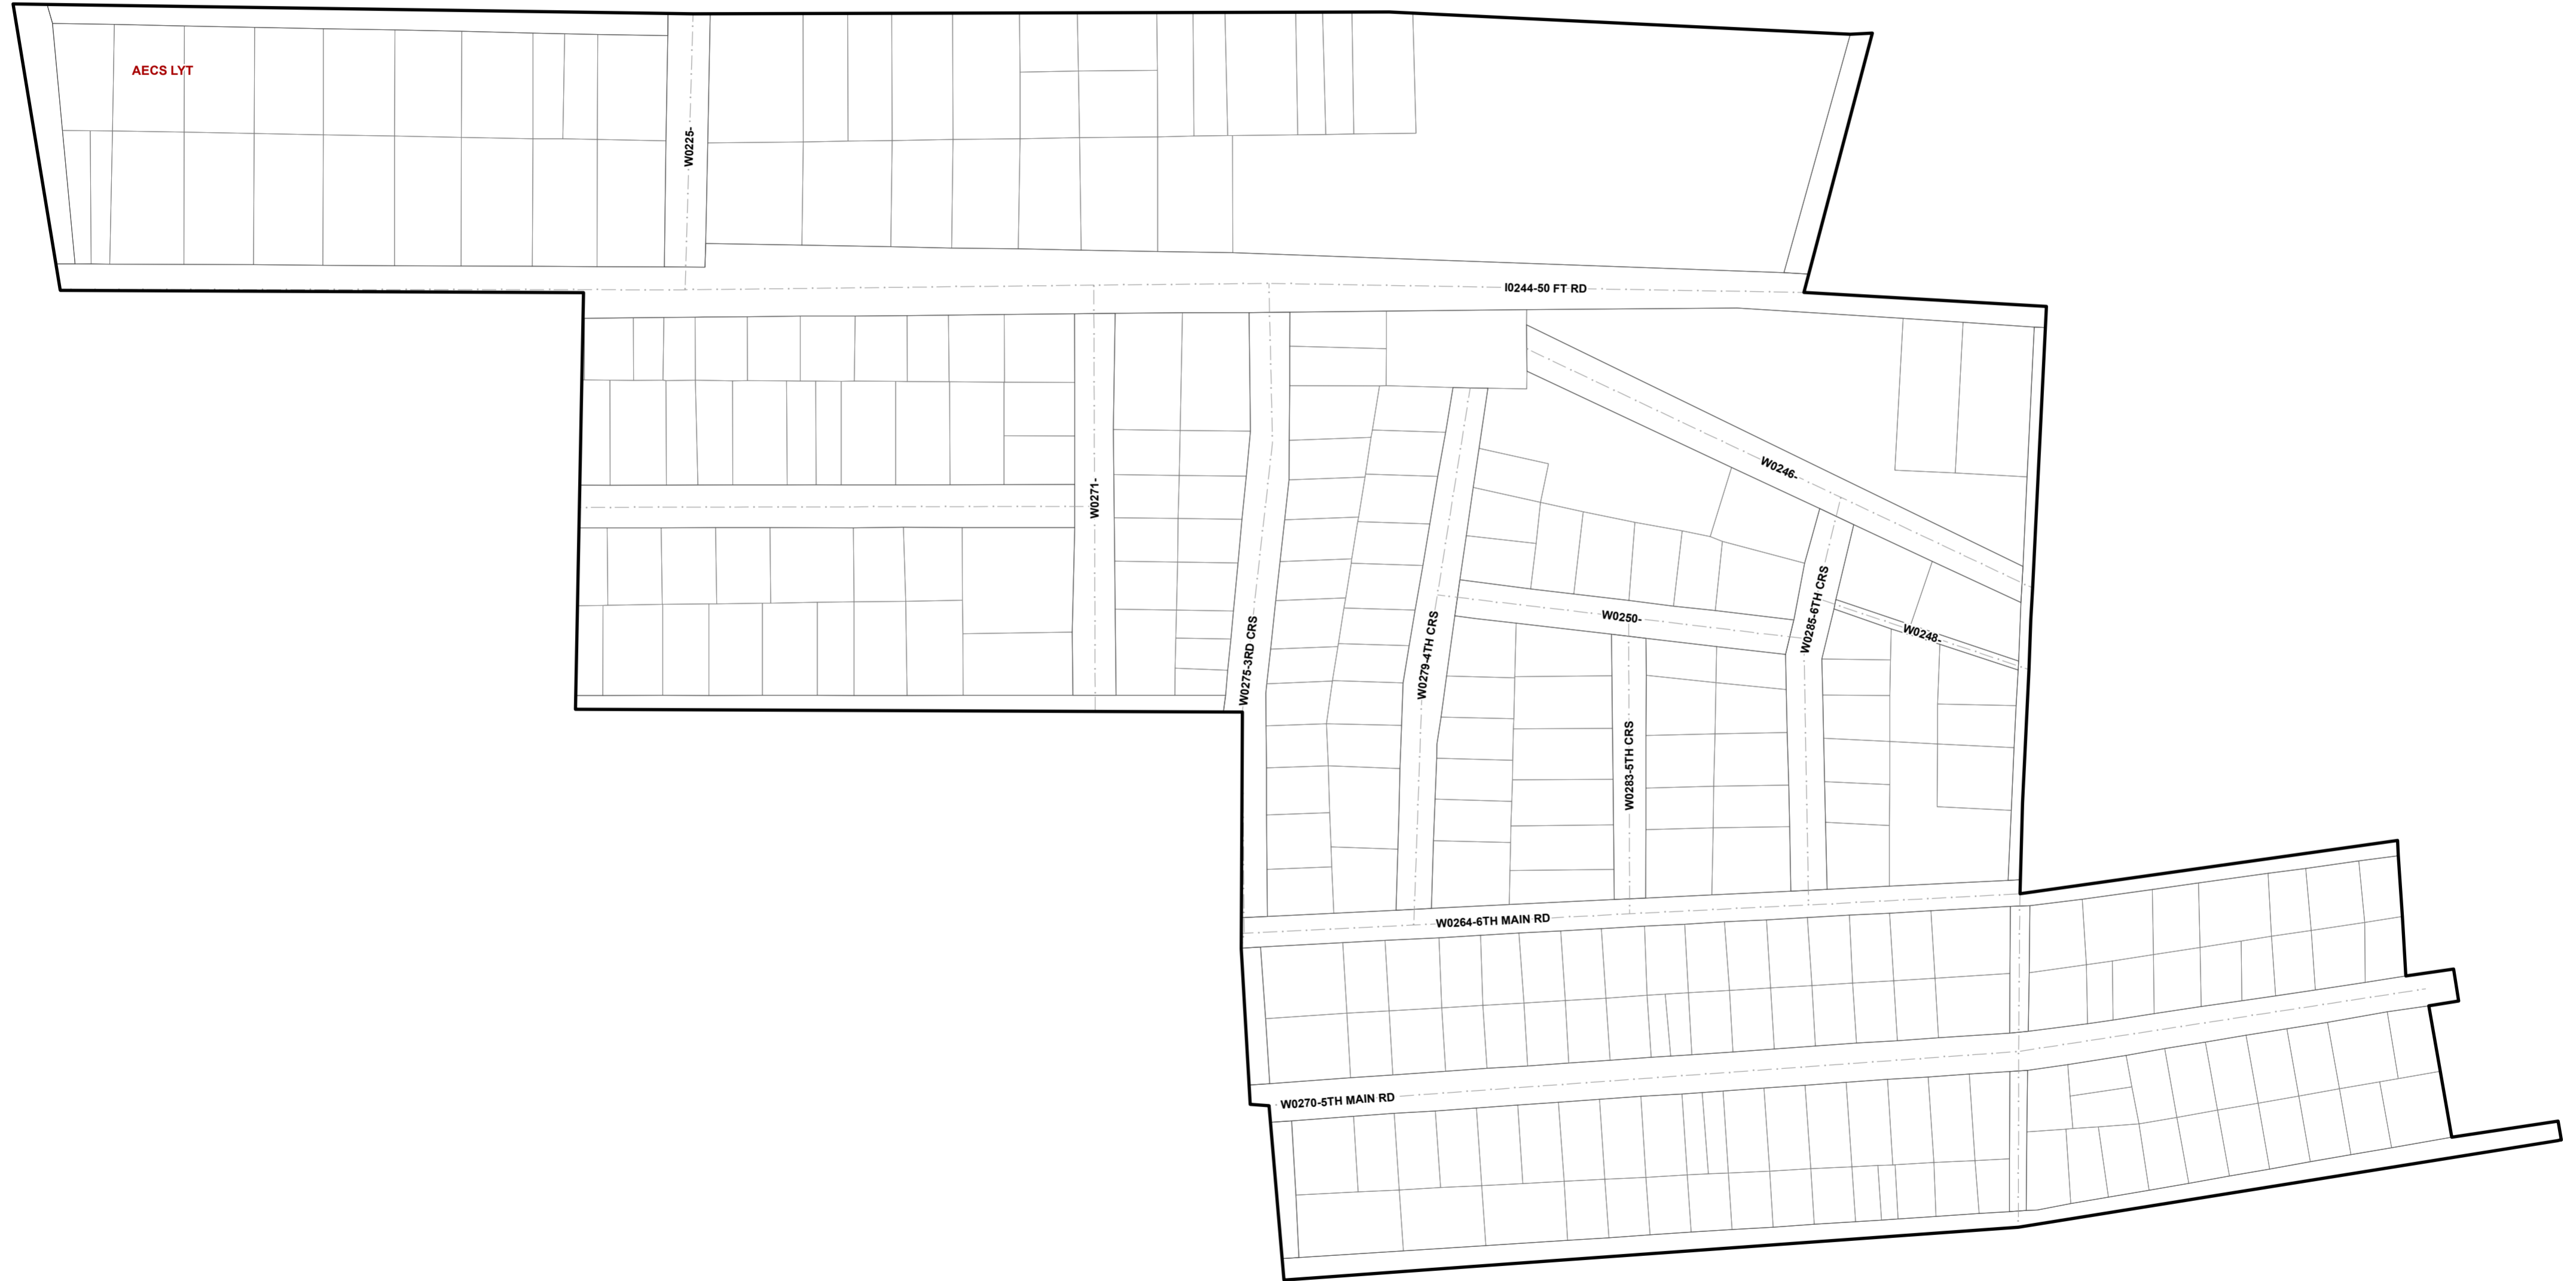 AECS LYT
W0225-
I0244-50 FT RD
W0246-
W0271-
W0250-
W0285-6TH CRS
W0248-
W0275-3RD CRS
W0279-4TH CRS
W0283-5TH CRS
W0264-6TH MAIN RD
W0270-5TH MAIN RD